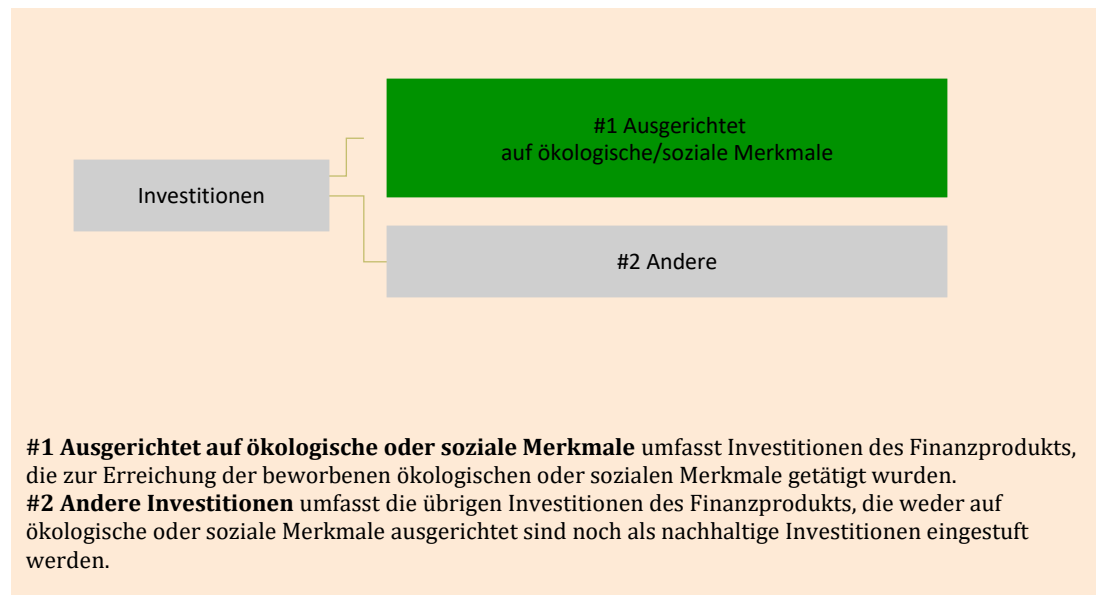 #1 Ausgerichtet
auf ökologische/soziale Merkmale
Investitionen
#2 Andere
#1 Ausgerichtet auf ökologische oder soziale Merkmale umfasst Investitionen des Finanzprodukts,
die zur Erreichung der beworbenen ökologischen oder sozialen Merkmale getätigt wurden.
#2 Andere Investitionen umfasst die übrigen Investitionen des Finanzprodukts, die weder auf
ökologische oder soziale Merkmale ausgerichtet sind noch als nachhaltige Investitionen eingestuft
werden.